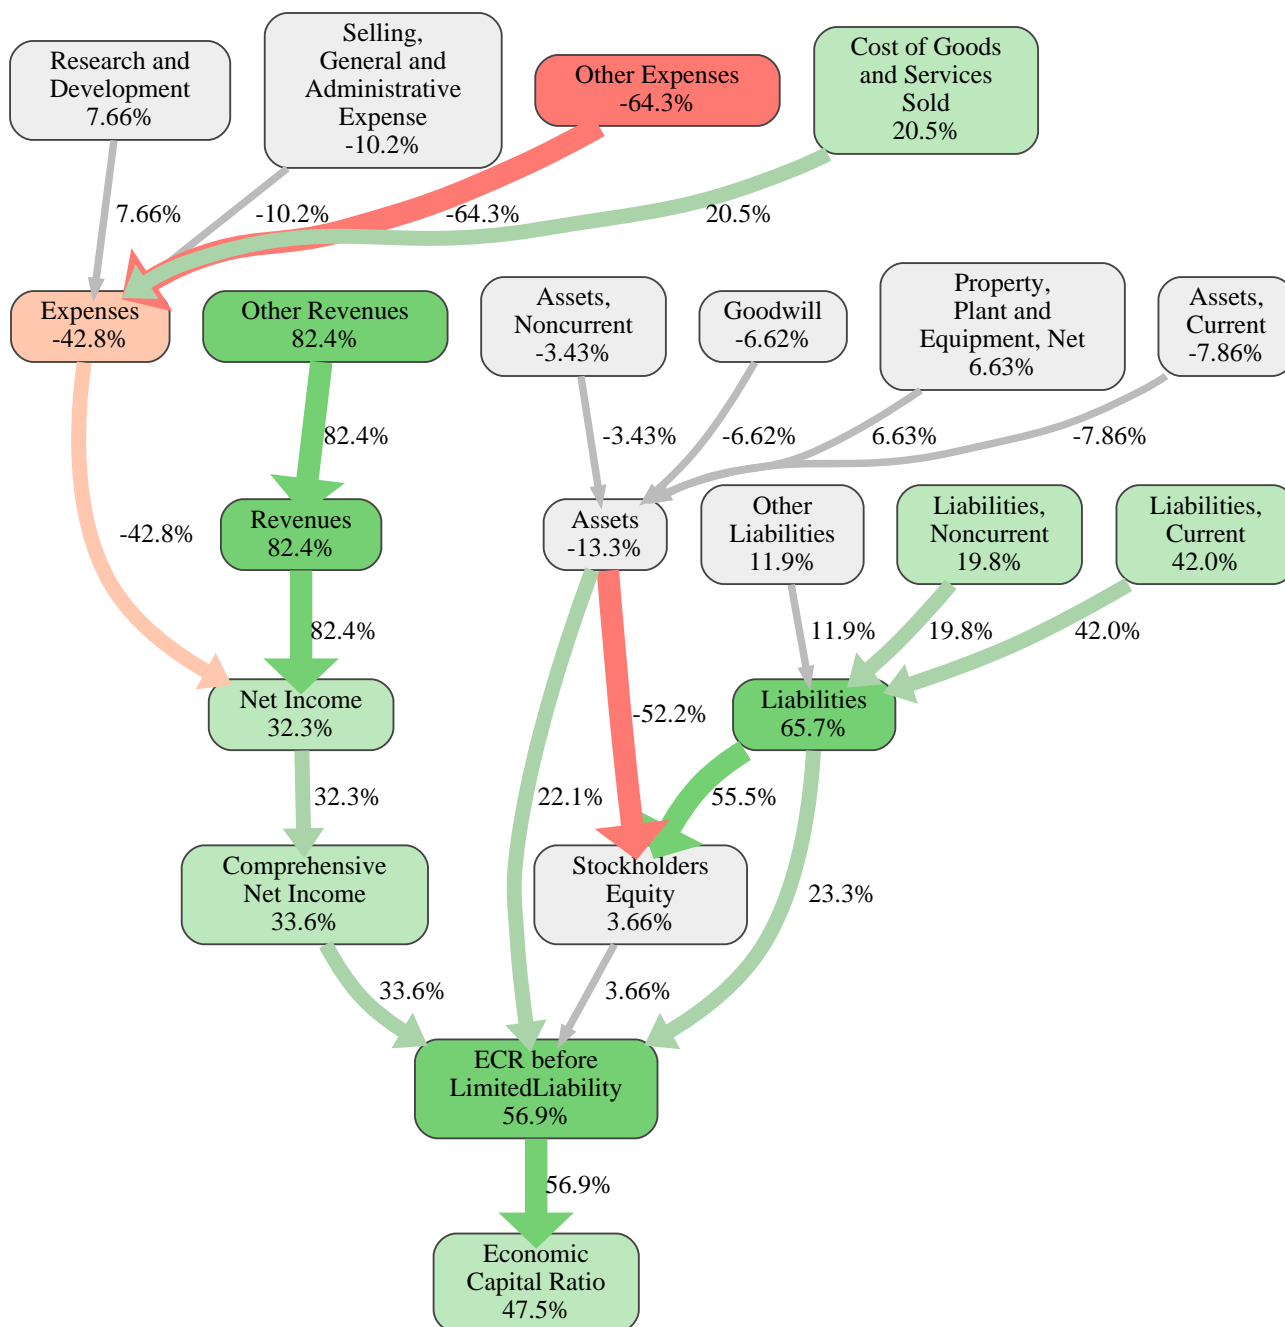 Research and
Development
7.66%
Selling,
General and
Administrative
Expense
-10.2%
Other Expenses
-64.3%
Cost of Goods
and Services
Sold
20.5%
7.66%
-10.2%
-64.3%
20.5%
Expenses
-42.8%
Other Revenues
82.4%
Assets,
Noncurrent
-3.43%
Goodwill
-6.62%
Property,
Plant and
Equipment, Net
6.63%
Assets,
Current
-7.86%
82.4%
-3.43%
-6.62%
6.63%
-7.86%
-42.8%
Revenues
82.4%
Assets
-13.3%
Other
Liabilities
11.9%
Liabilities,
Noncurrent
19.8%
Liabilities,
Current
42.0%
82.4%
11.9%
19.8%
42.0%
Net Income
32.3%
-52.2%
Liabilities
65.7%
32.3%
22.1%
55.5%
Comprehensive
Net Income
33.6%
Stockholders
Equity
3.66%
23.3%
33.6%
3.66%
ECR before
LimitedLiability
56.9%
56.9%
Economic
Capital Ratio
47.5%